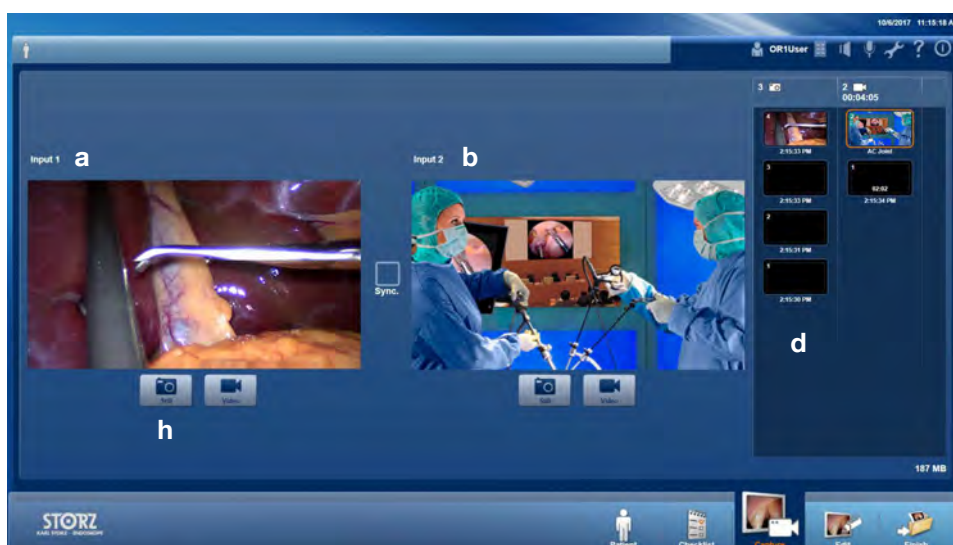 10/6/2017 11:15:18 A
OR1User
?
3
2
00:04:05
Input 1
a
Input 2
b
4
2:15:33 PM
AC Joint
3
2:15:33 PM
1
02:02
2:15:34 PM
2
2:15:31 PM
1
2:15:30 PM
Sync.
d
Still
Video
Still
Video
h
187 MB
STORZ
KARL STORZ - ENDOSKOPE
Patient
Checklist
Capture
Edit
Finish